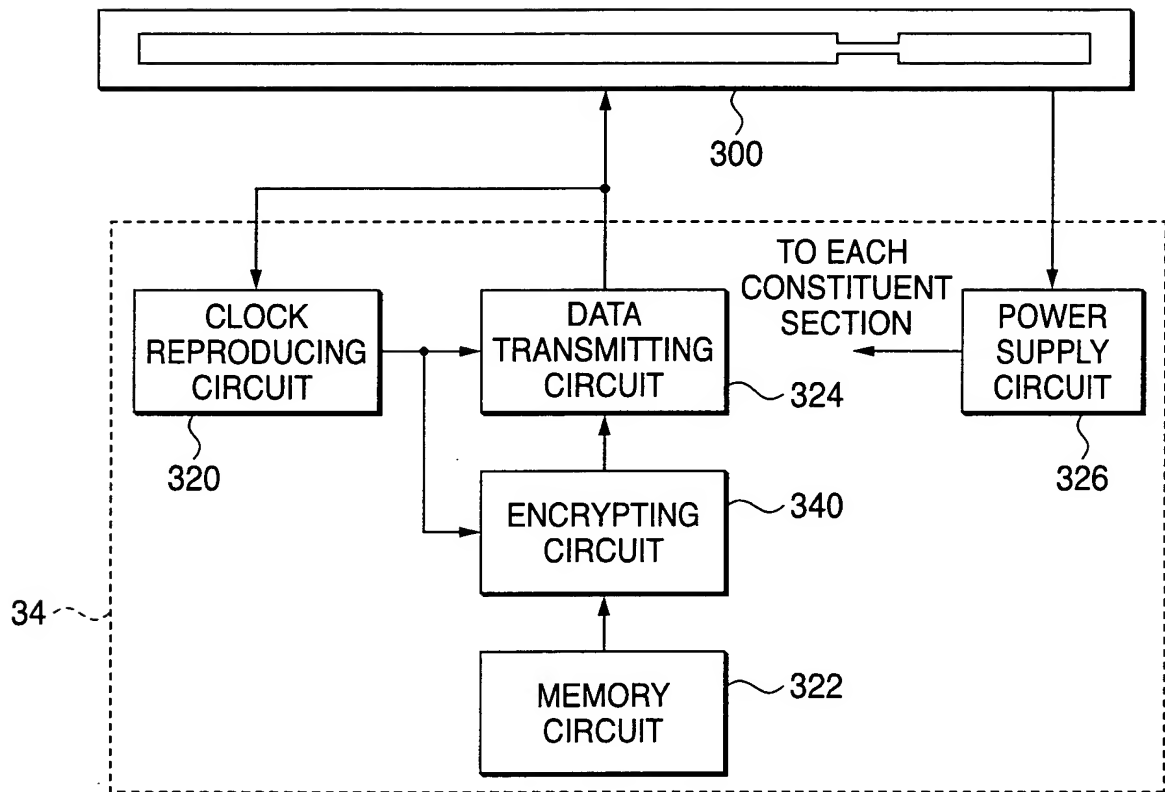 300
TO EACH
CONSTITUENT
SECTION
CLOCK
REPRODUCING
CIRCUIT
320
DATA
TRANSMITTING
CIRCUIT
324
POWER
SUPPLY
CIRCUIT
326
ENCRYPTING
CIRCUIT
340
34
MEMORY
CIRCUIT
322